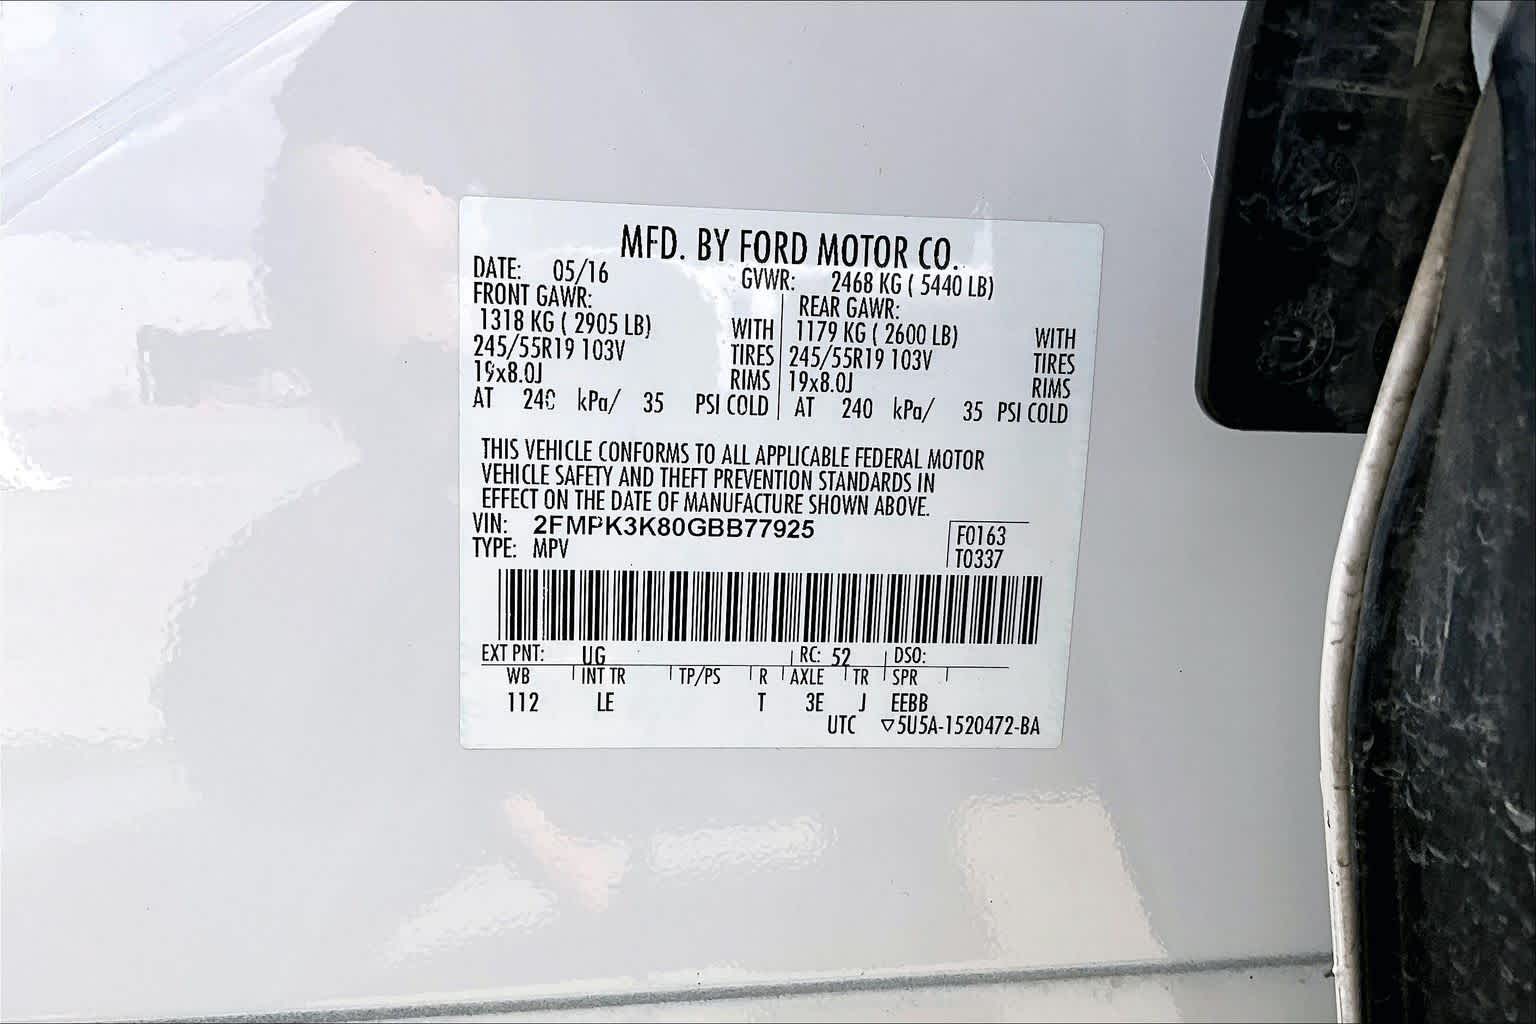 MFD. BY FORD MOTOR CO.
DATE: 05/16 GVWR: 2468 KG ( 5440 LB)
FRONT GAWR: REAR GAWR:
1318 KG ( 2905 LB) WITH 1179 KG ( 2600 LB) WITH
245/55R19 103V TIRES 245/55R19 103V TIRES
19x8.0J RIMS 19x8.0J RIMS
AT 240 kPa/ 35 PSI COLD AT 240 kPa/ 35 PSI COLD
THIS VEHICLE CONFORMS TO ALL APPLICABLE FEDERAL MOTOR
VEHICLE SAFETY AND THEFT PREVENTION STANDARDS IN
EFFECT ON THE DATE OF MANUFACTURE SHOWN ABOVE.
VIN: 2FMPK3K80GBB77925 F0163
TYPE: MPV T0337
EXT PNT: UG RC: 52 DSO:
WB INT TR TP/PS R AXLE TR SPR
112 LE T 3E J EEBB
UTC ▽5U5A-1520472-BA